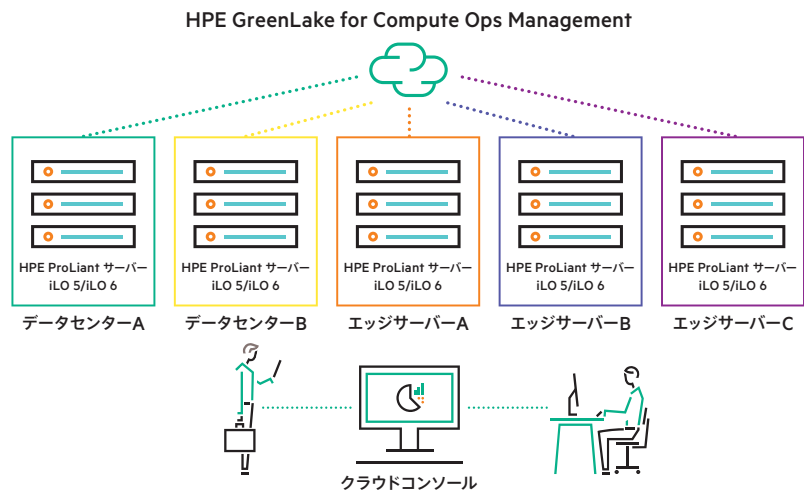 HPE GreenLake for Compute Ops Management
HPE ProLiant サーバー
iLO 5/iLO 6
HPE ProLiant サーバー
iLO 5/iLO 6
HPE ProLiant サーバー
iLO 5/iLO 6
HPE ProLiant サーバー
iLO 5/iLO 6
HPE ProLiant サーバー
iLO 5/iLO 6
データセンターA
データセンターB
エッジサーバーA
エッジサーバーB
エッジサーバーC
クラウドコンソール